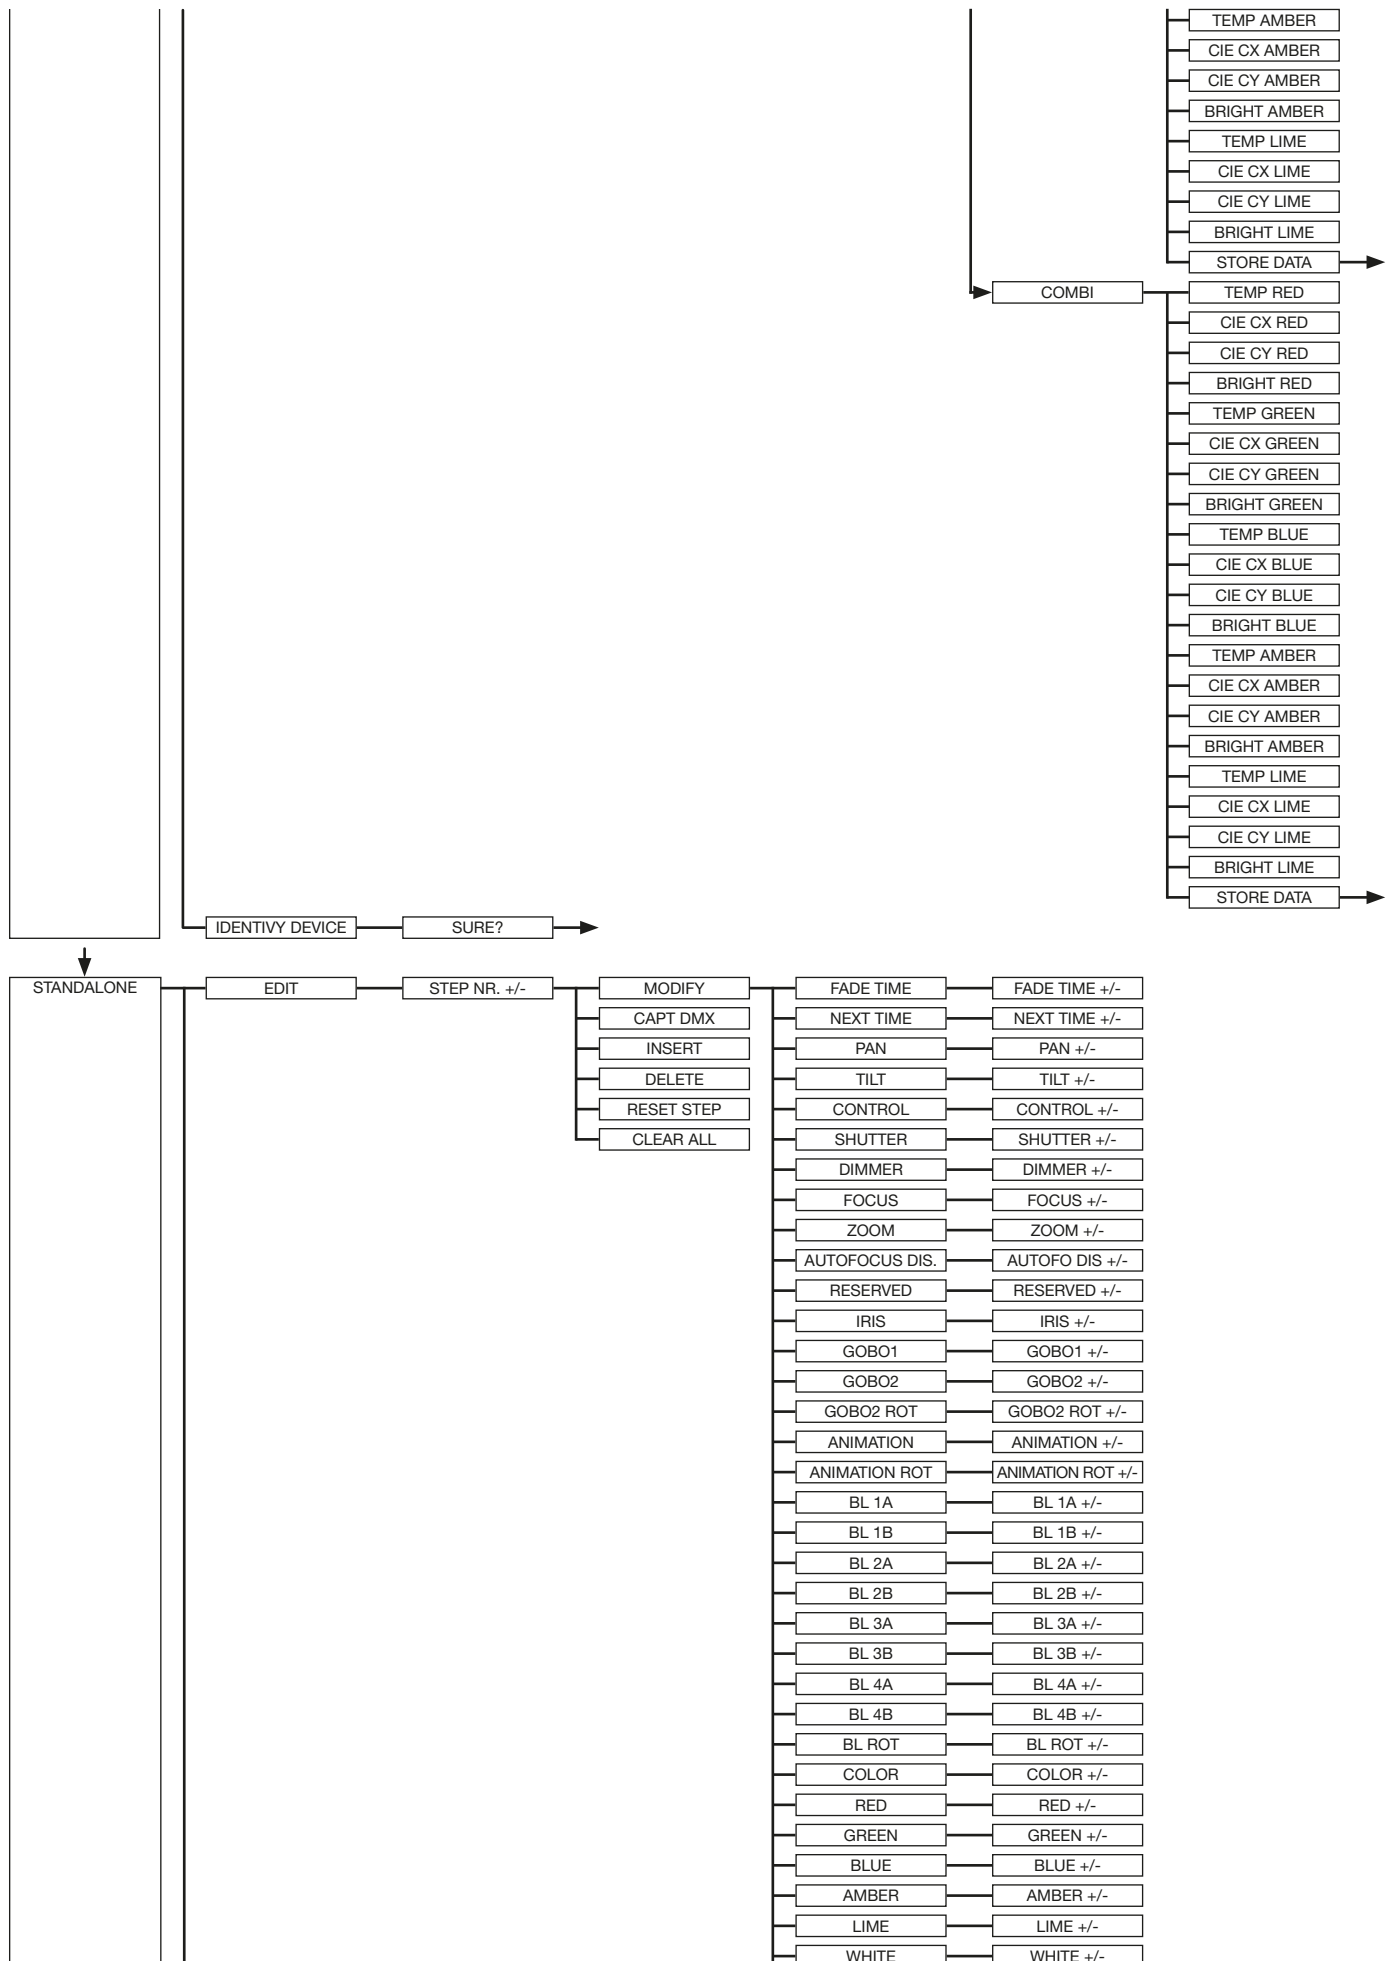 TEMP AMBER
CIE CX AMBER
CIE CY AMBER
BRIGHT AMBER
TEMP LIME
CIE CX LIME
CIE CY LIME
BRIGHT LIME
STORE DATA
COMBI TEMP RED
CIE CX RED
CIE CY RED
BRIGHT RED
TEMP GREEN
CIE CX GREEN
CIE CY GREEN
BRIGHT GREEN
TEMP BLUE
CIE CX BLUE
CIE CY BLUE
BRIGHT BLUE
TEMP AMBER
CIE CX AMBER
CIE CY AMBER
BRIGHT AMBER
TEMP LIME
CIE CX LIME
CIE CY LIME
BRIGHT LIME
STORE DATA
IDENTIVY DEVICE SURE?
STANDALONE EDIT STEP NR. +/- MODIFY FADE TIME FADE TIME +/-
CAPT DMX NEXT TIME NEXT TIME +/-
INSERT PAN PAN +/-
DELETE TILT TILT +/-
RESET STEP CONTROL CONTROL +/-
CLEAR ALL SHUTTER SHUTTER +/-
DIMMER DIMMER +/-
FOCUS FOCUS +/-
ZOOM ZOOM +/-
AUTOFOCUS DIS. AUTOFO DIS +/-
RESERVED RESERVED +/-
IRIS IRIS +/-
GOBO1 GOBO1 +/-
GOBO2 GOBO2 +/-
GOBO2 ROT GOBO2 ROT +/-
ANIMATION ANIMATION +/-
ANIMATION ROT ANIMATION ROT +/-
BL 1A BL 1A +/-
BL 1B BL 1B +/-
BL 2A BL 2A +/-
BL 2B BL 2B +/-
BL 3A BL 3A +/-
BL 3B BL 3B +/-
BL 4A BL 4A +/-
BL 4B BL 4B +/-
BL ROT BL ROT +/-
COLOR COLOR +/-
RED RED +/-
GREEN GREEN +/-
BLUE BLUE +/-
AMBER AMBER +/-
LIME LIME +/-
WHITE WHITE +/-